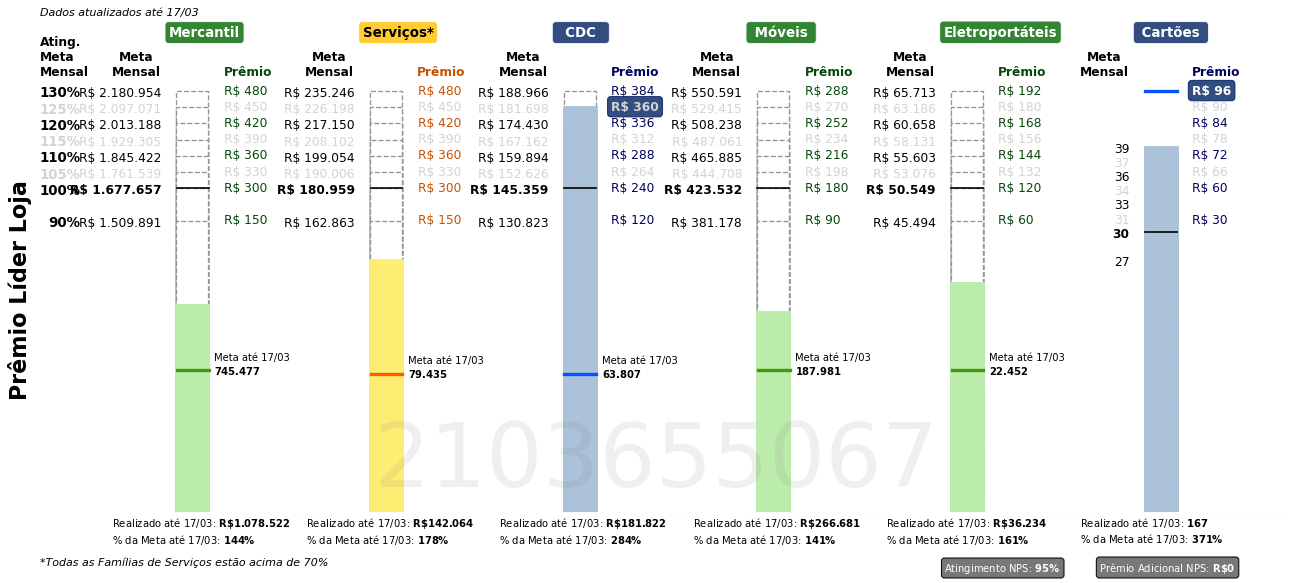 Dados atualizados até 17/03
Mercantil Serviços* CDC Móveis Eletroportáteis Cartões
Ating. Meta Mensal
Meta Mensal Prêmio Meta Mensal Prêmio Meta Mensal Prêmio Meta Mensal Prêmio Meta Mensal Prêmio Meta Mensal Prêmio
130% R$ 2.180.954 R$ 480 R$ 235.246 R$ 480 R$ 188.966 R$ 384 R$ 550.591 R$ 288 R$ 65.713 R$ 192 R$ 96
125% R$ 2.097.071 R$ 450 R$ 226.198 R$ 450 R$ 181.698 R$ 360 R$ 529.415 R$ 270 R$ 63.186 R$ 180 R$ 90
120% R$ 2.013.188 R$ 420 R$ 217.150 R$ 420 R$ 174.430 R$ 336 R$ 508.238 R$ 252 R$ 60.658 R$ 168 R$ 84
115% R$ 1.929.305 R$ 390 R$ 208.102 R$ 390 R$ 167.162 R$ 312 R$ 487.061 R$ 234 R$ 58.131 R$ 156 R$ 78
110% R$ 1.845.422 R$ 360 R$ 199.054 R$ 360 R$ 159.894 R$ 288 R$ 465.885 R$ 216 R$ 55.603 R$ 144 39 R$ 72
105% R$ 1.761.539 R$ 330 R$ 190.006 R$ 330 R$ 152.626 R$ 264 R$ 444.708 R$ 198 R$ 53.076 R$ 132 37 R$ 66
100% R$ 1.677.657 R$ 300 R$ 180.959 R$ 300 R$ 145.359 R$ 240 R$ 423.532 R$ 180 R$ 50.549 R$ 120 36 R$ 60
34
33
90% R$ 1.509.891 R$ 150 R$ 162.863 R$ 150 R$ 130.823 R$ 120 R$ 381.178 R$ 90 R$ 45.494 R$ 60 31 R$ 30
30
27
Prêmio Líder Loja
Meta até 17/03 Meta até 17/03 Meta até 17/03 Meta até 17/03 Meta até 17/03
745.477 79.435 63.807 187.981 22.452
2103655067
Realizado até 17/03: R$1.078.522 Realizado até 17/03: R$142.064 Realizado até 17/03: R$181.822 Realizado até 17/03: R$266.681 Realizado até 17/03: R$36.234 Realizado até 17/03: 167
% da Meta até 17/03: 144% % da Meta até 17/03: 178% % da Meta até 17/03: 284% % da Meta até 17/03: 141% % da Meta até 17/03: 161% % da Meta até 17/03: 371%
*Todas as Famílias de Serviços estão acima de 70%
Atingimento NPS: 95% Prêmio Adicional NPS: R$0